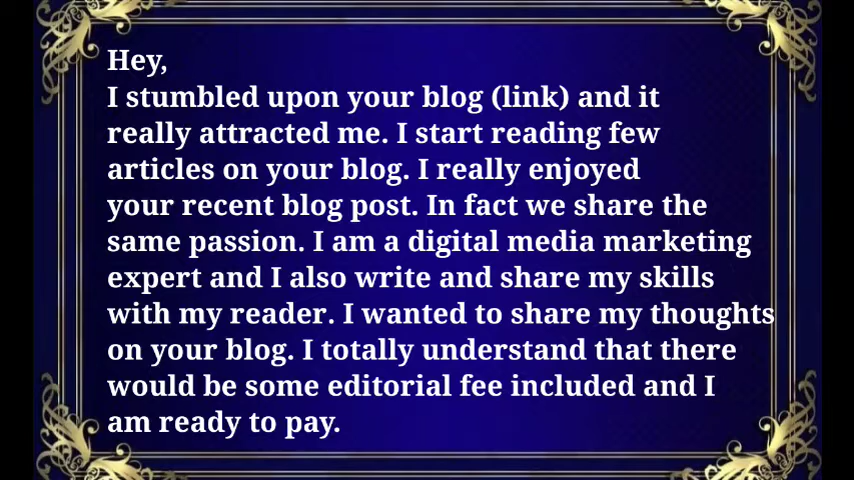 Hey,
I stumbled upon your blog (link) and it
really attracted me. I start reading few
articles on your blog. I really enjoyed
your recent blog post. In fact we share the
same passion. I am a digital media marketing
expert and I also write and share my skills
with my reader. I wanted to share my thoughts
on your blog. I totally understand that there
would be some editorial fee included and I
am ready to pay.